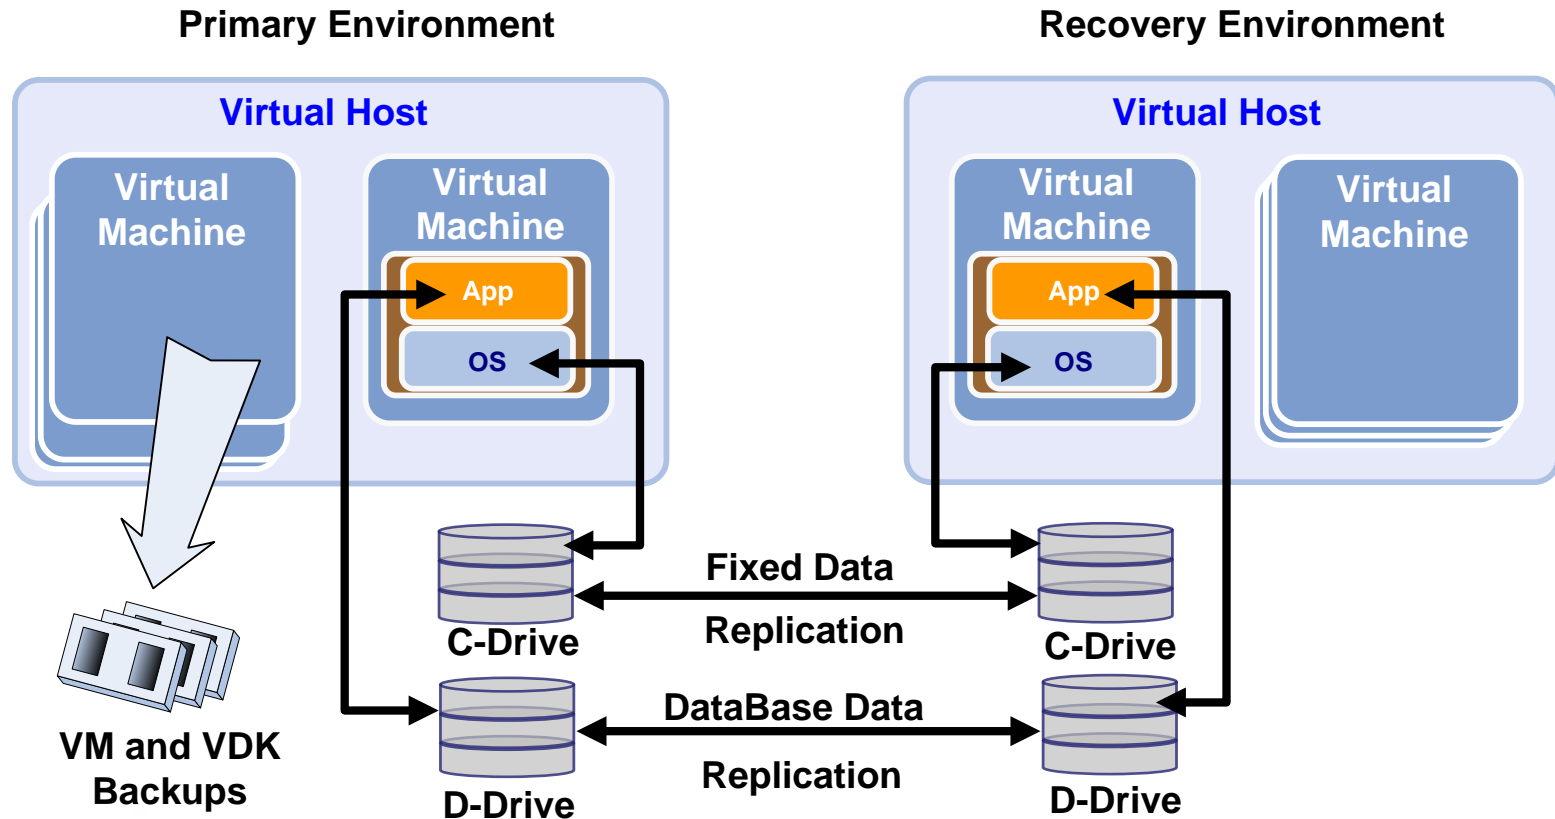 Primary Environment
Recovery Environment
Virtual Host
Virtual Host
Virtual
Machine
Virtual
Machine
App
OS
Virtual
Machine
App
OS
Virtual
Machine
Fixed Data
Replication
C-Drive
C-Drive
DataBase Data
Replication
D-Drive
D-Drive
VM and VDK
Backups